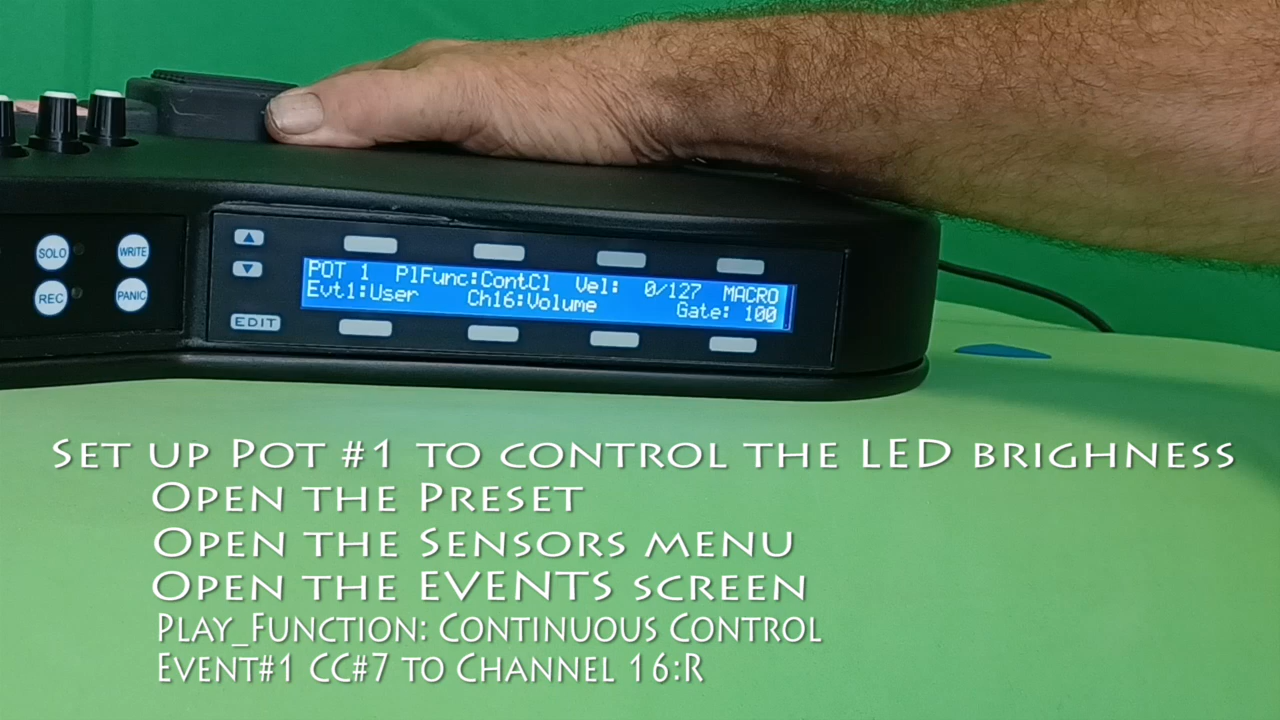 SOLO WRITE
REC PANIC
EDIT
POT 1 PlFunc:ContCl Vel: 0/127 MACRO
Evt1:User Ch16:Volume Gate: 100
Set up Pot #1 to control the LED brighness
Open the Preset
Open the Sensors menu
Open the EVENTS screen
Play_Function: Continuous Control
Event#1 CC#7 to Channel 16:R